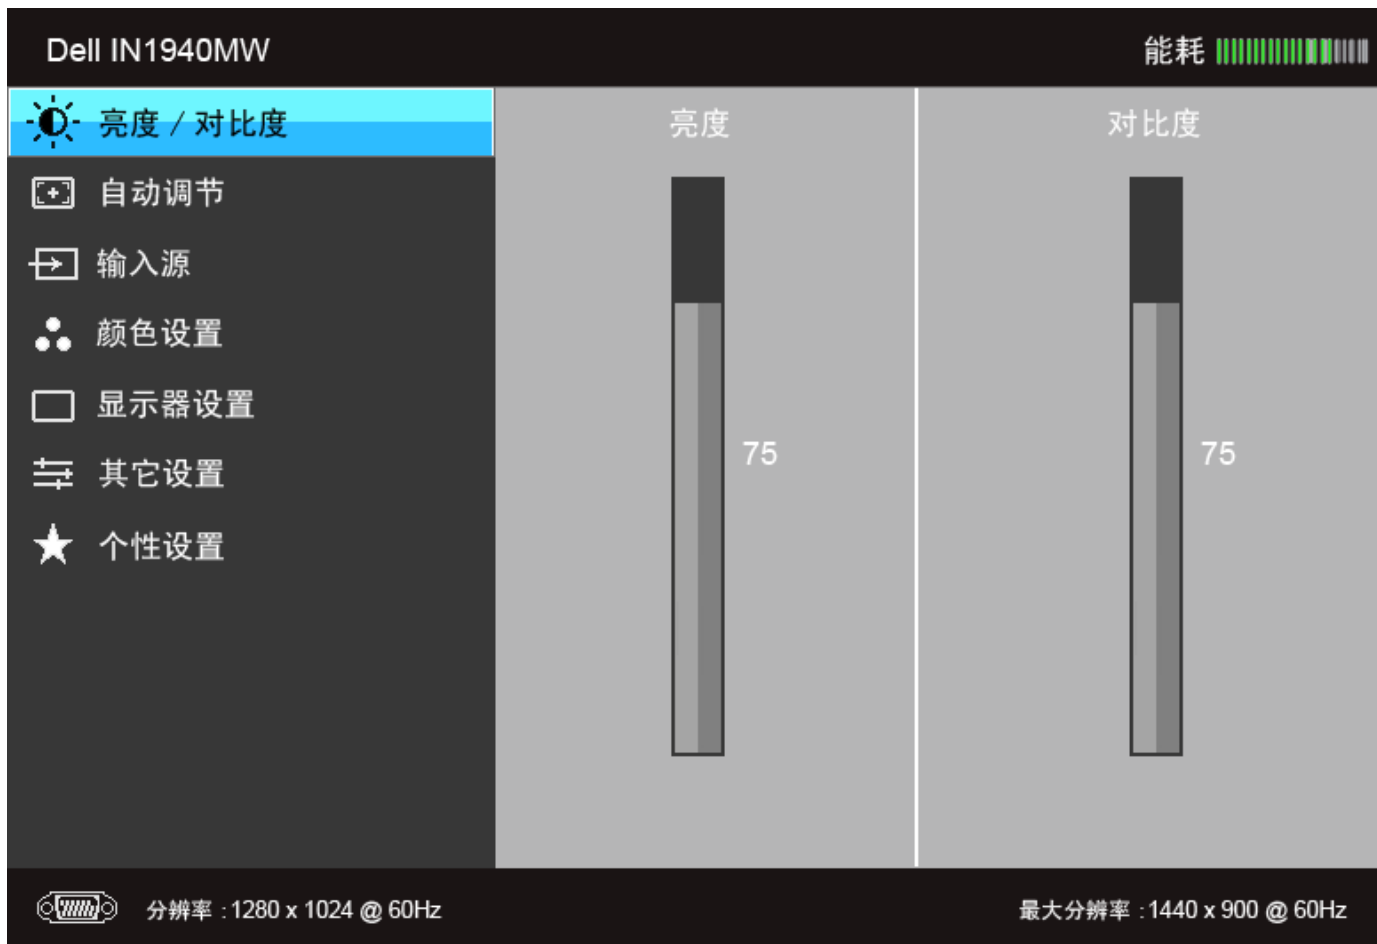 Dell IN1940MW
能耗
亮度 / 对比度
自动调节
输入源
颜色设置
显示器设置
其它设置
个性设置
亮度
75
对比度
75
分辨率 :1280 x 1024 @ 60Hz
最大分辨率 :1440 x 900 @ 60Hz